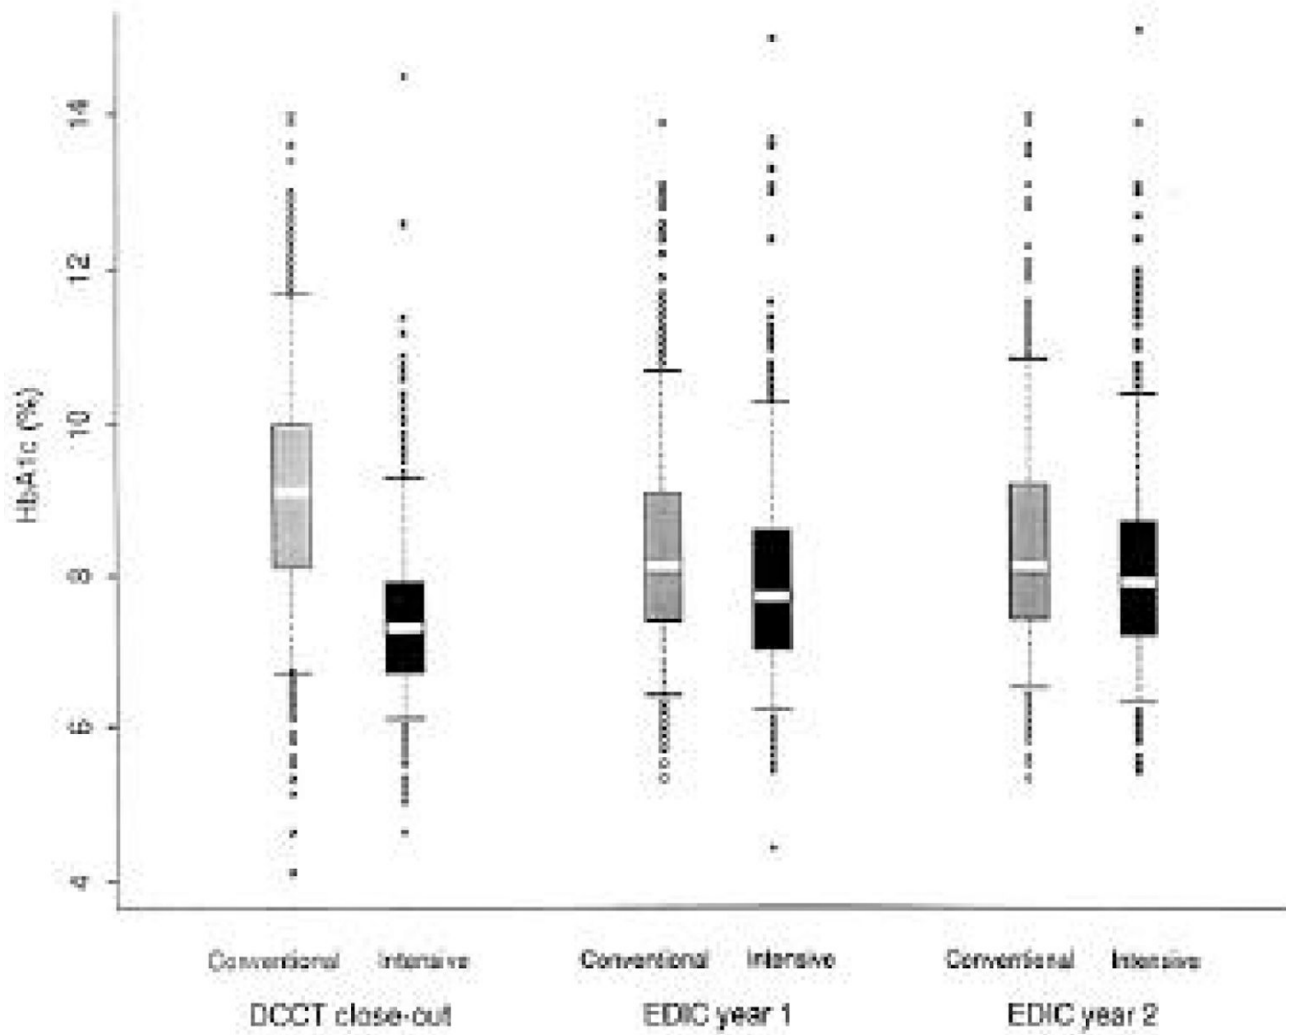 HbA1c (%)
14
12
10
8
6
4
Conventional Intensive Conventional Intensive Conventional Intensive
DCCT close-out EDIC year 1 EDIC year 2